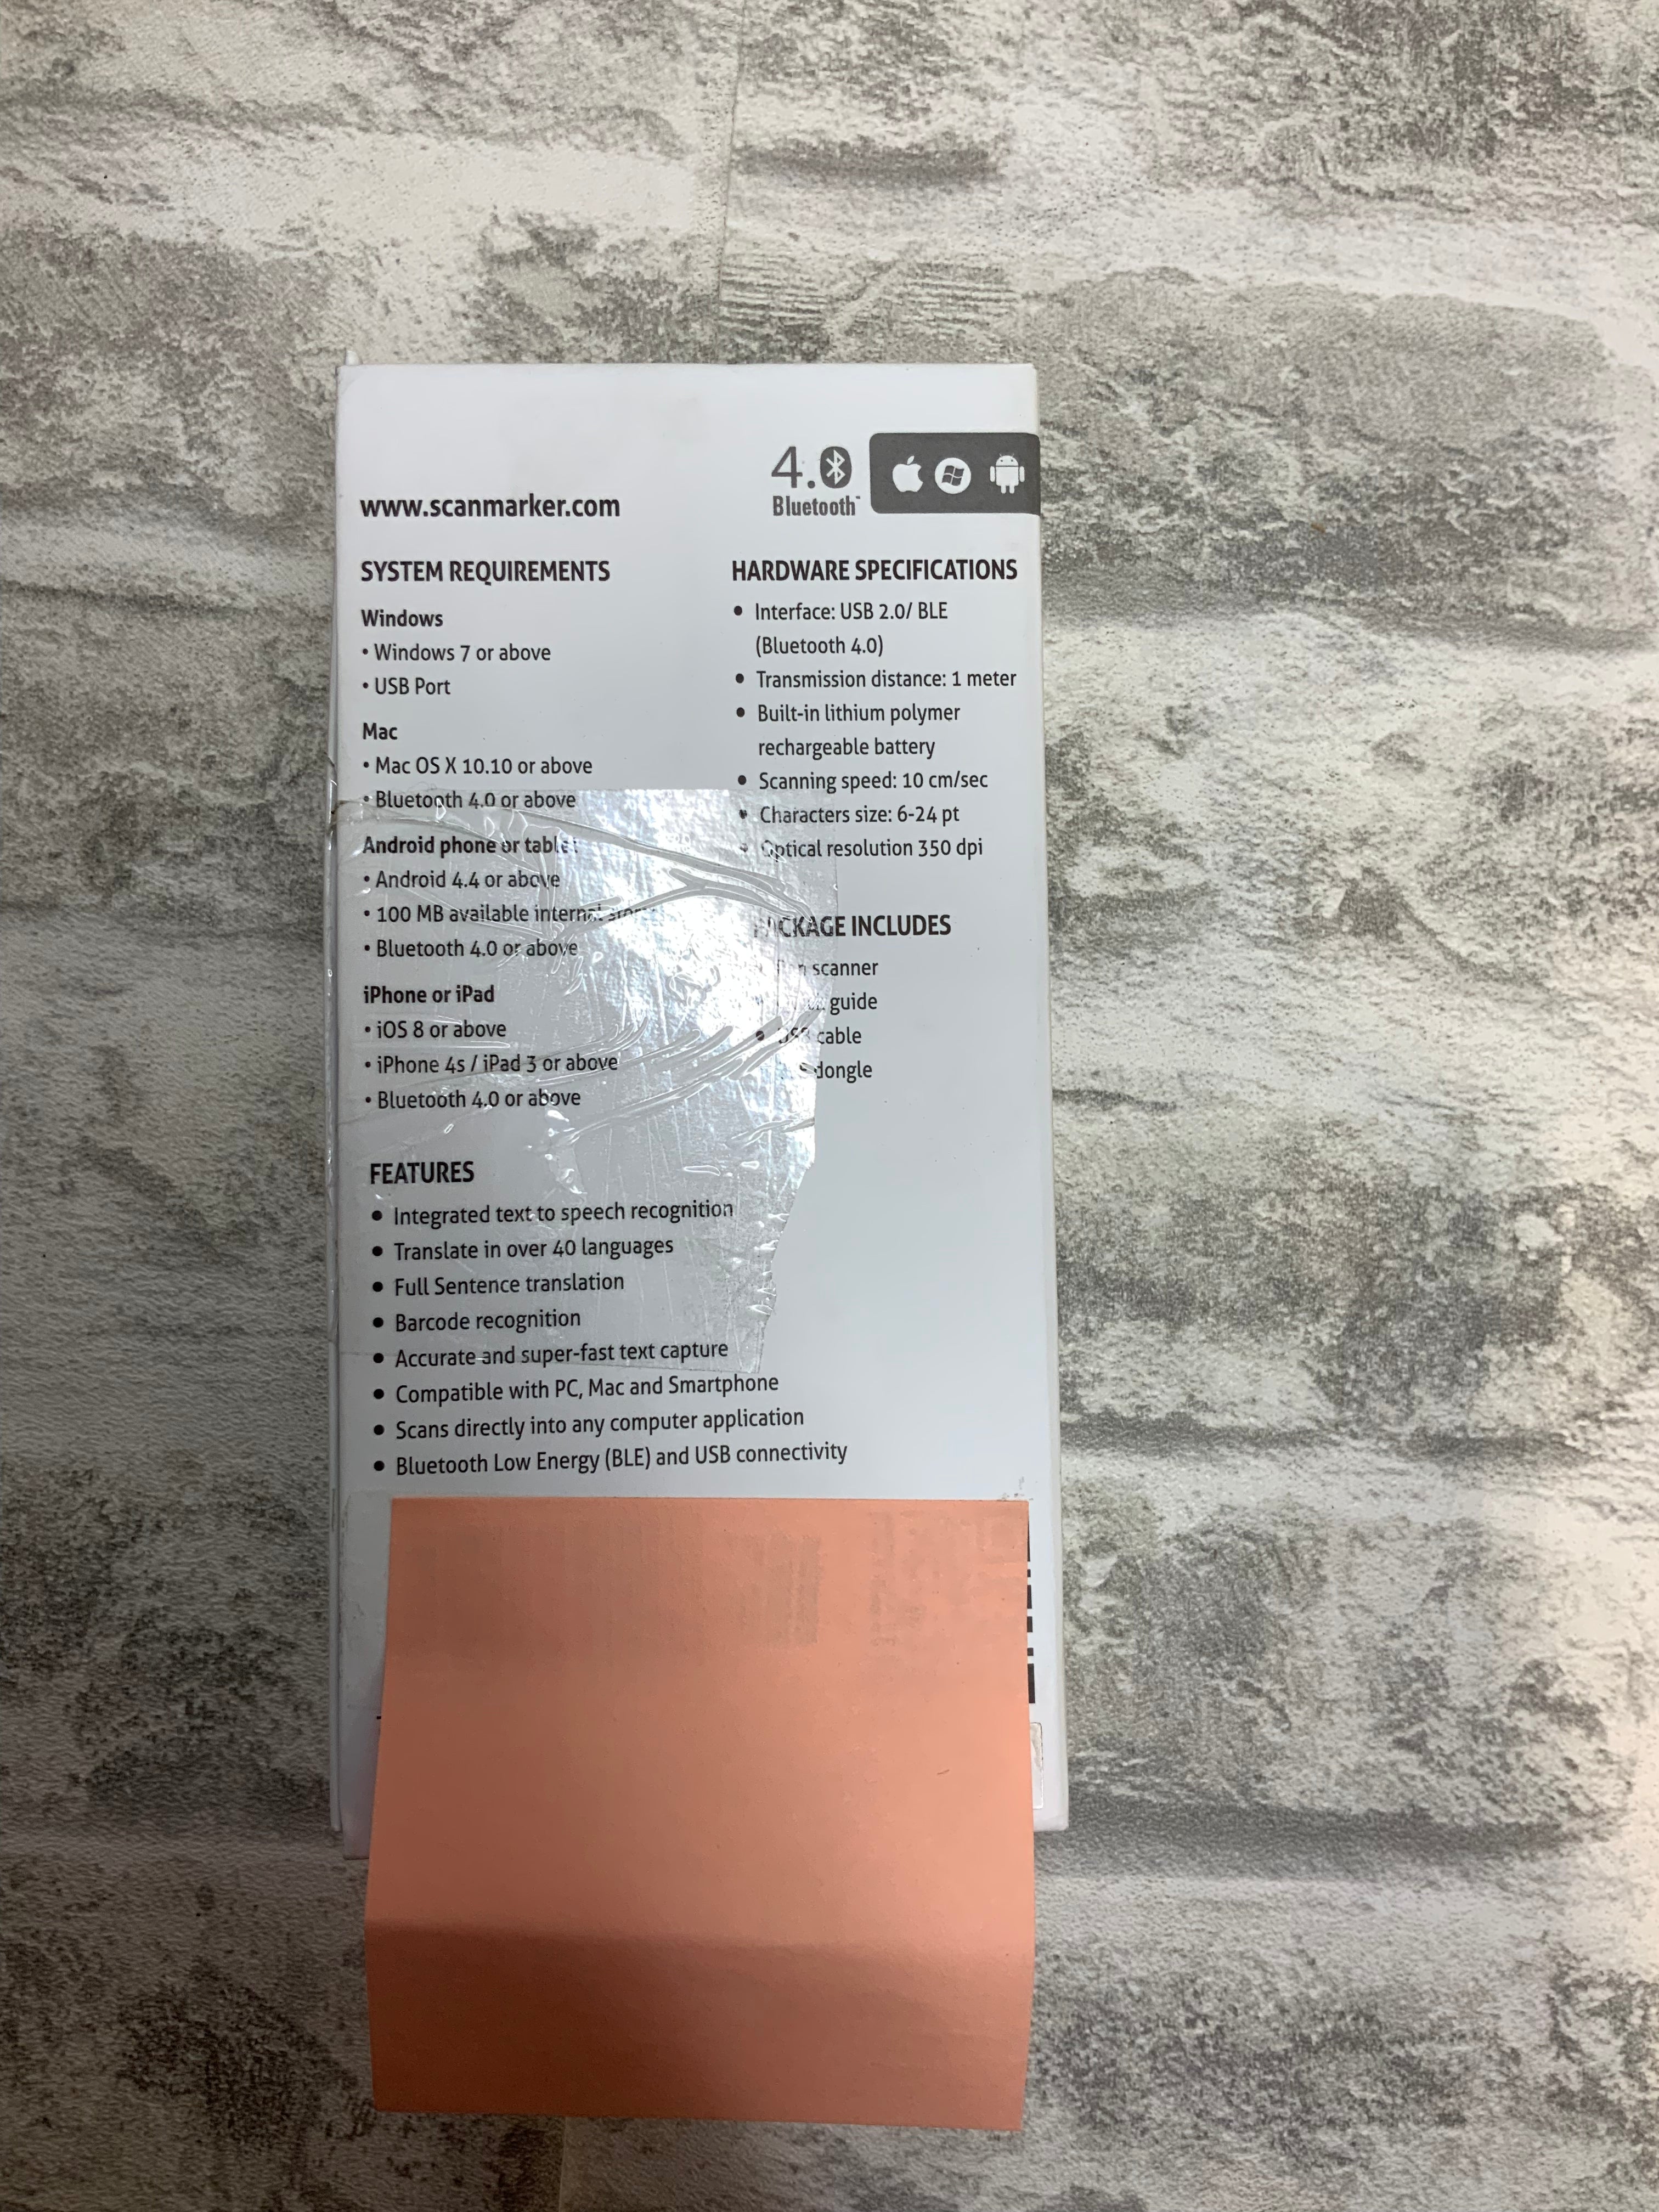 4.0
Bluetooth™
www.scanmarker.com
SYSTEM REQUIREMENTS
Windows
• Windows 7 or above
• USB Port
Mac
• Mac OS X 10.10 or above
• Bluetooth 4.0 or above
Android phone or tablet
• Android 4.4 or above
• 100 MB available internal
• Bluetooth 4.0 or above
iPhone or iPad
• iOS 8 or above
• iPhone 4s / iPad 3 or above
• Bluetooth 4.0 or above
HARDWARE SPECIFICATIONS
• Interface: USB 2.0/ BLE
(Bluetooth 4.0)
• Transmission distance: 1 meter
• Built-in lithium polymer
rechargeable battery
• Scanning speed: 10 cm/sec
• Characters size: 6-24 pt
• Optical resolution 350 dpi
PACKAGE INCLUDES
scanner
guide
• USB cable
dongle
FEATURES
• Integrated text to speech recognition
• Translate in over 40 languages
• Full Sentence translation
• Barcode recognition
• Accurate and super-fast text capture
• Compatible with PC, Mac and Smartphone
• Scans directly into any computer application
• Bluetooth Low Energy (BLE) and USB connectivity